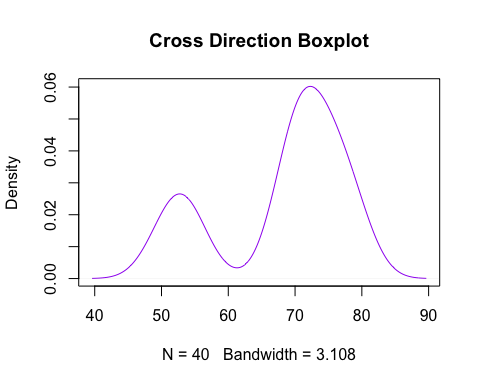 Cross Direction Boxplot
Density
0.06
0.04
0.02
0.00
40 50 60 70 80 90
N = 40 Bandwidth = 3.108